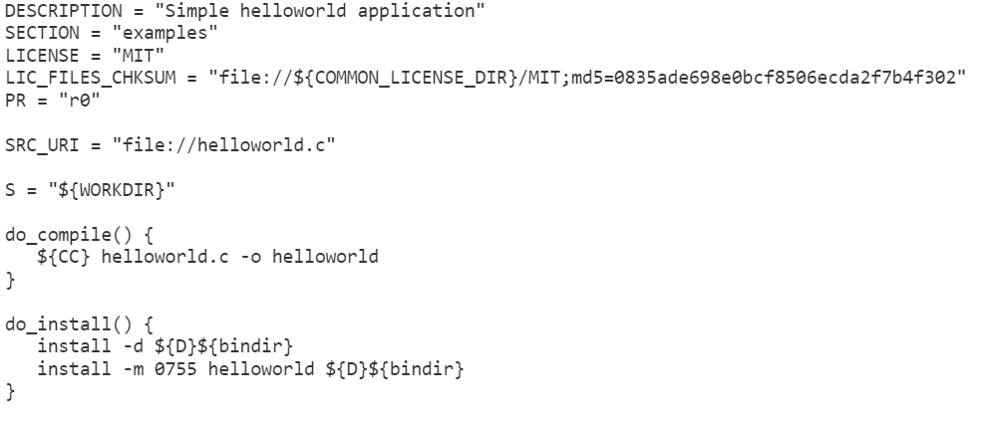 DESCRIPTION = "Simple helloworld application"
SECTION = "examples"
LICENSE = "MIT"
LIC_FILES_CHKSUM = "file://${COMMON_LICENSE_DIR}/MIT;md5=0835ade698e0bcf8506ecda2f7b4f302"
PR = "r0"

SRC_URI = "file://helloworld.c"

S = "${WORKDIR}"

do_compile() {
   ${CC} helloworld.c -o helloworld
}

do_install() {
   install -d ${D}${bindir}
   install -m 0755 helloworld ${D}${bindir}
}